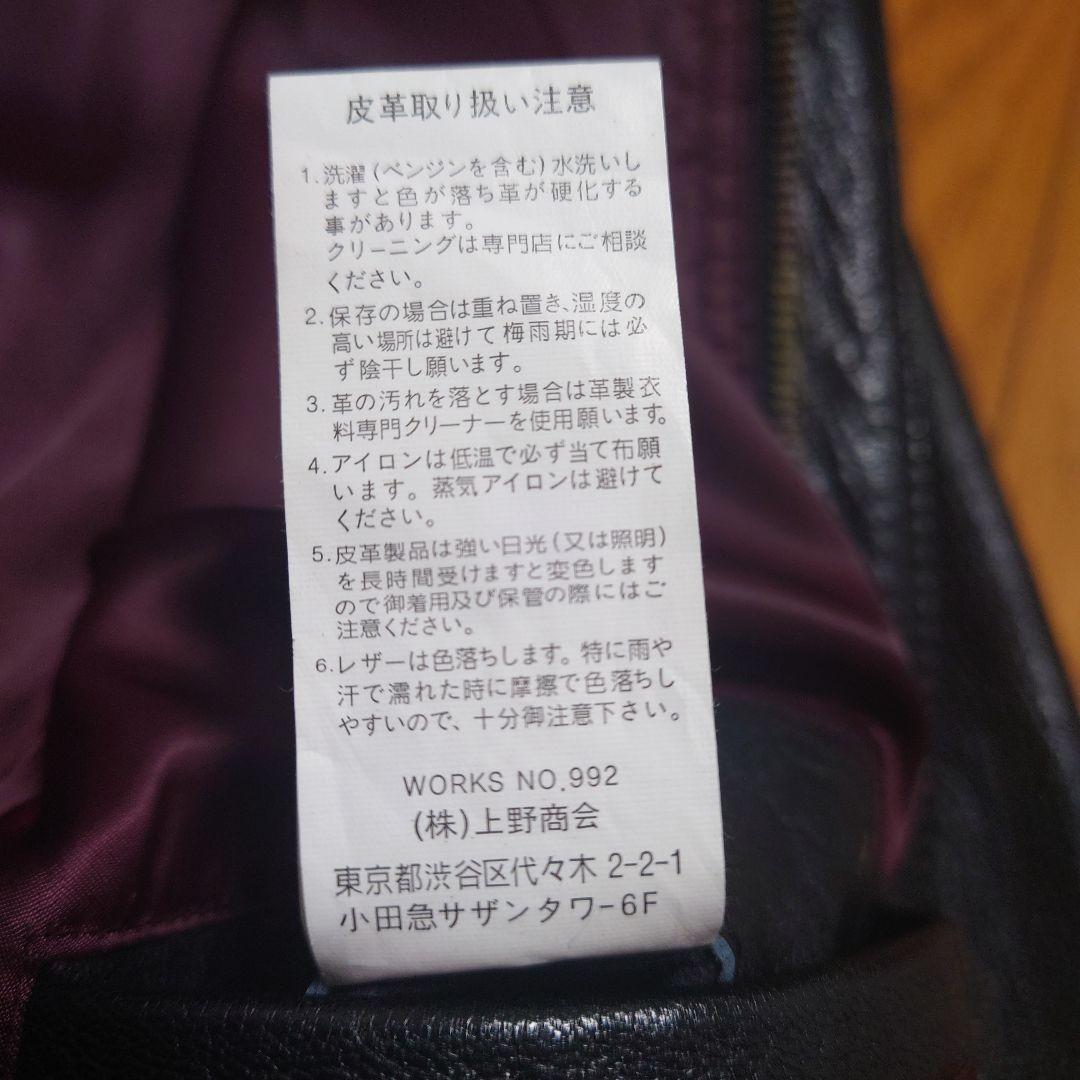 皮革取り扱い注意
1.洗濯(ベンジンを含む)水洗いし
ますと色が落ち革が硬化する
事があります。
クリーニングは専門店にご相談
ください。
2.保存の場合は重ね置き、湿度の
高い場所は避けて梅雨期には必
ず陰干し願います。
3.革の汚れを落とす場合は革製衣
料専門クリーナーを使用願います。
4.アイロンは低温で必ず当て布願
います。蒸気アイロンは避けて
ください。
5.皮革製品は強い日光(又は照明)
を長時間受けますと変色します
ので御着用及び保管の際にはご
注意ください。
6.レザーは色落ちします。特に雨や
汗で濡れた時に摩擦で色落ちし
やすいので、十分御注意下さい。
WORKS NO.992
(株)上野商会
東京都渋谷区代々木 2-2-1
小田急サザンタワー6F